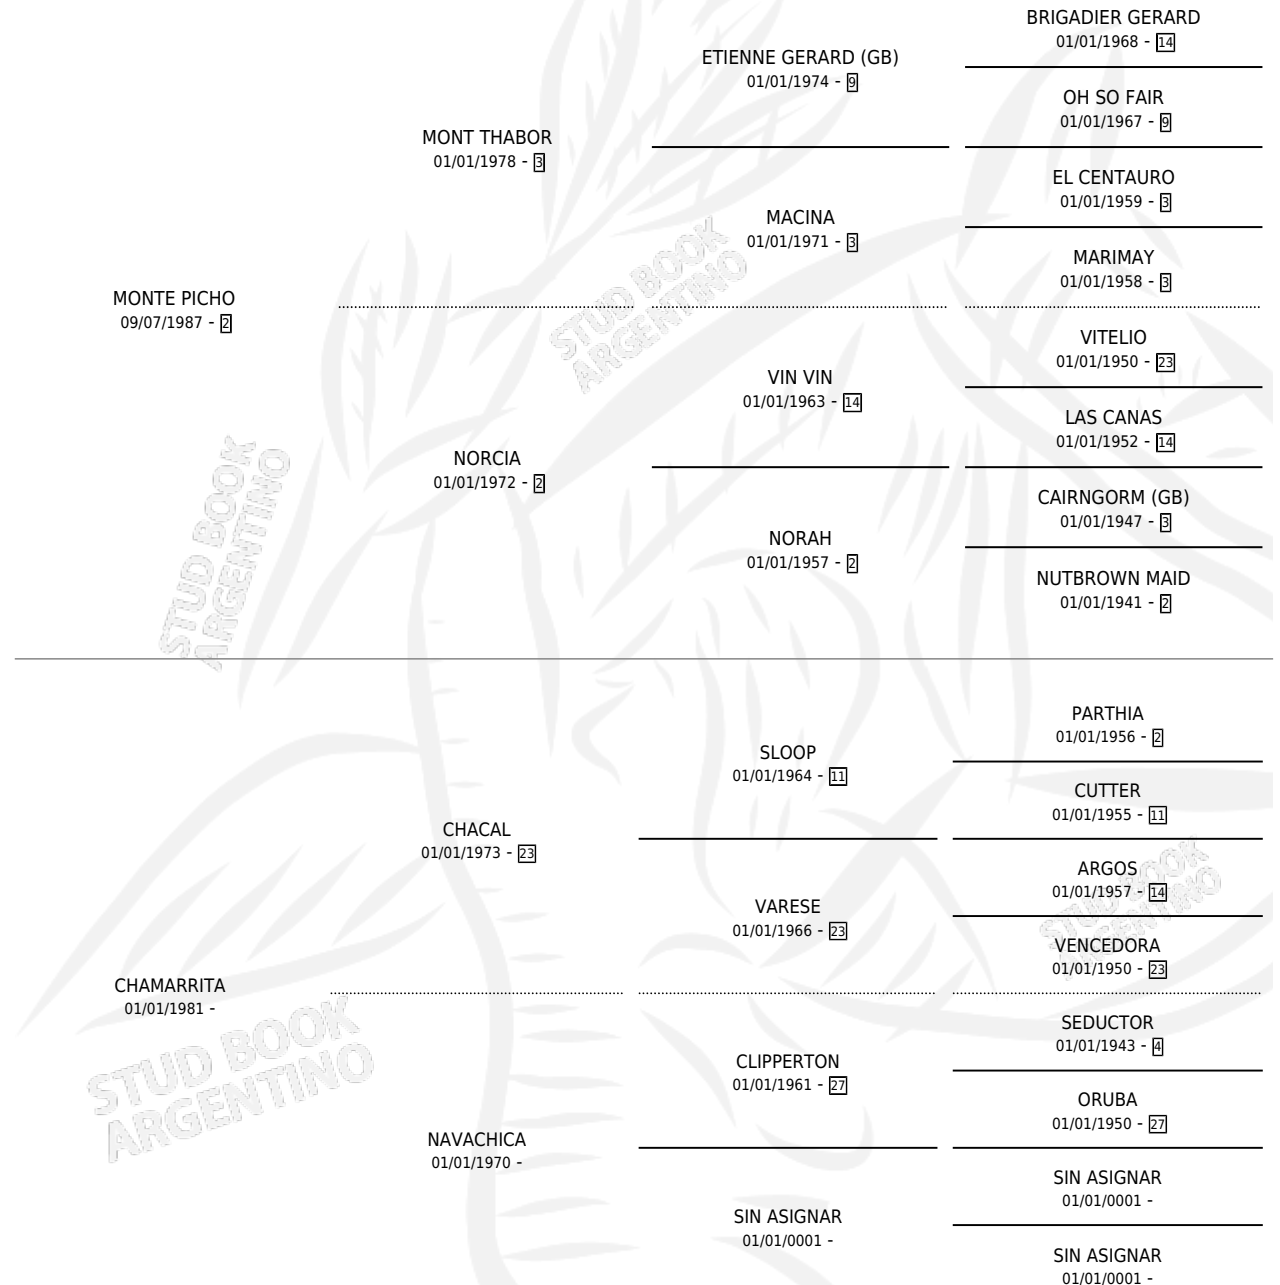 BRIGADIER GERARD
01/01/1968 - 14
ETIENNE GERARD (GB)
01/01/1974 - 9
OH SO FAIR
01/01/1967 - 9
MONT THABOR
01/01/1978 - 3
EL CENTAURO
01/01/1959 - 3
MACINA
01/01/1971 - 3
MARIMAY
01/01/1958 - 3
MONTE PICHO
09/07/1987 - 2
VITELIO
01/01/1950 - 23
VIN VIN
01/01/1963 - 14
LAS CANAS
01/01/1952 - 14
NORCIA
01/01/1972 - 2
CAIRNGORM (GB)
01/01/1947 - 3
NORAH
01/01/1957 - 2
NUTBROWN MAID
01/01/1941 - 2
PARTHIA
01/01/1956 - 2
SLOOP
01/01/1964 - 11
CUTTER
01/01/1955 - 11
CHACAL
01/01/1973 - 23
ARGOS
01/01/1957 - 14
VARESE
01/01/1966 - 23
VENCEDORA
01/01/1950 - 23
CHAMARRITA
01/01/1981 -
SEDUCTOR
01/01/1943 - 4
CLIPPERTON
01/01/1961 - 27
ORUBA
01/01/1950 - 27
NAVACHICA
01/01/1970 -
SIN ASIGNAR
01/01/0001 -
SIN ASIGNAR
01/01/0001 -
SIN ASIGNAR
01/01/0001 -
STUD BOOK
ARGENTINO
STUD BOOK
ARGENTINO
STUD BOOK
ARGENTINO
STUD BOOK
ARGENTINO